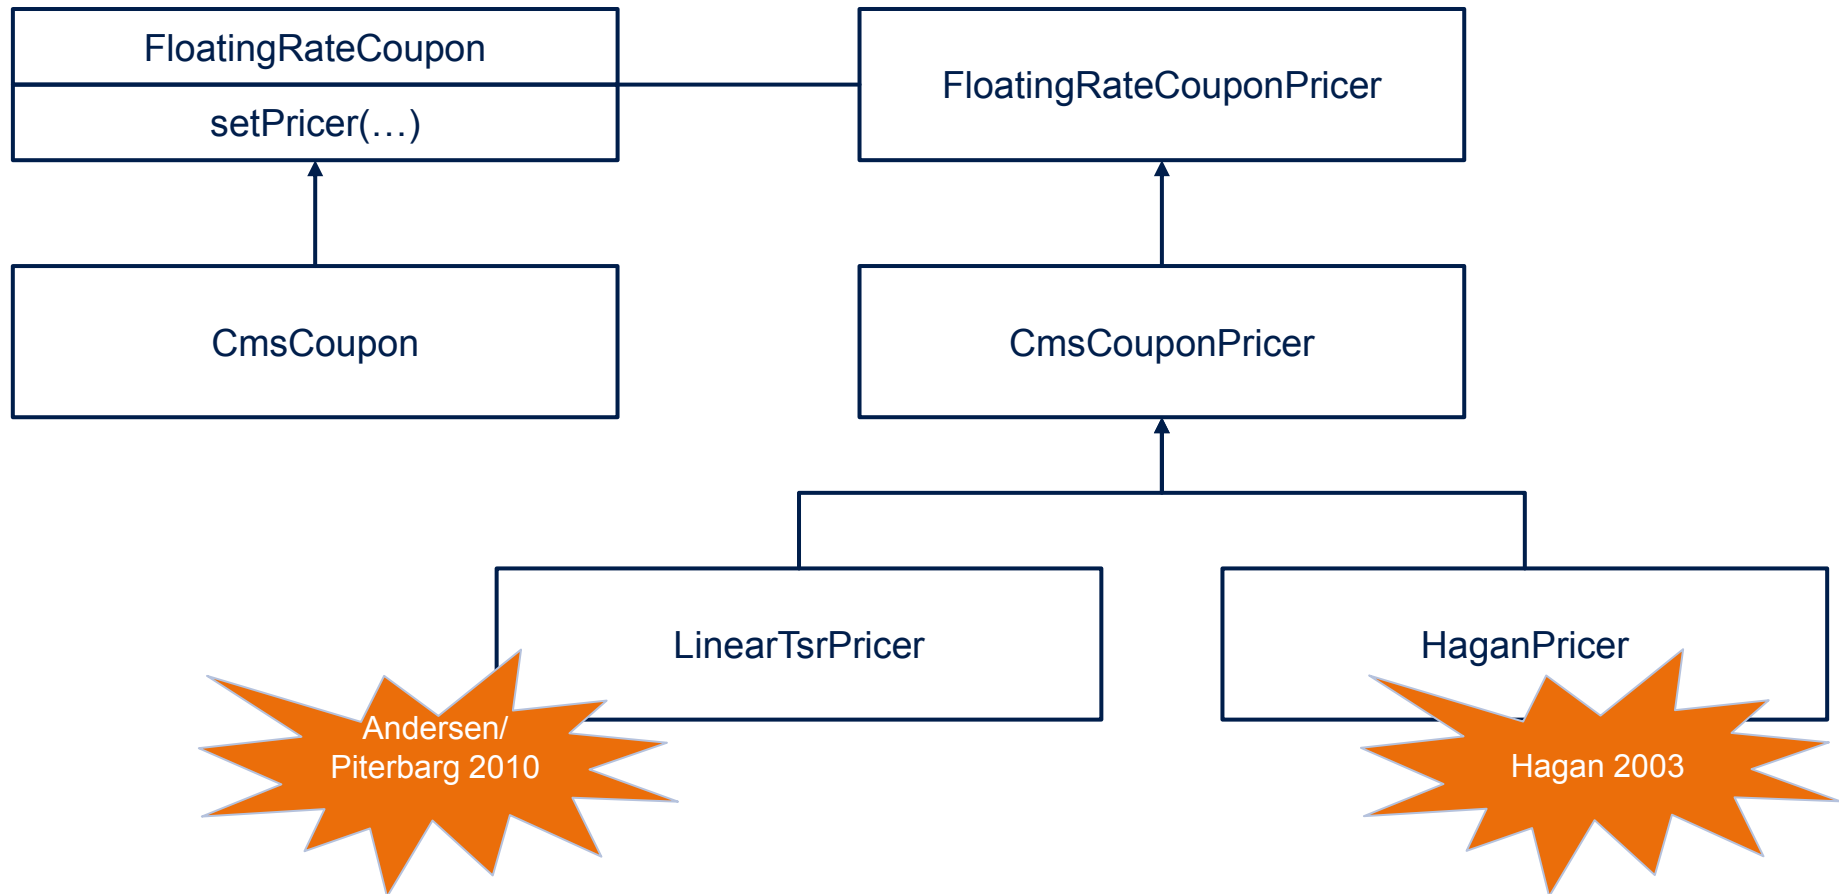 FloatingRateCoupon
setPricer(…)
FloatingRateCouponPricer
CmsCoupon
CmsCouponPricer
LinearTsrPricer
HaganPricer
Andersen/
Piterbarg 2010
Hagan 2003